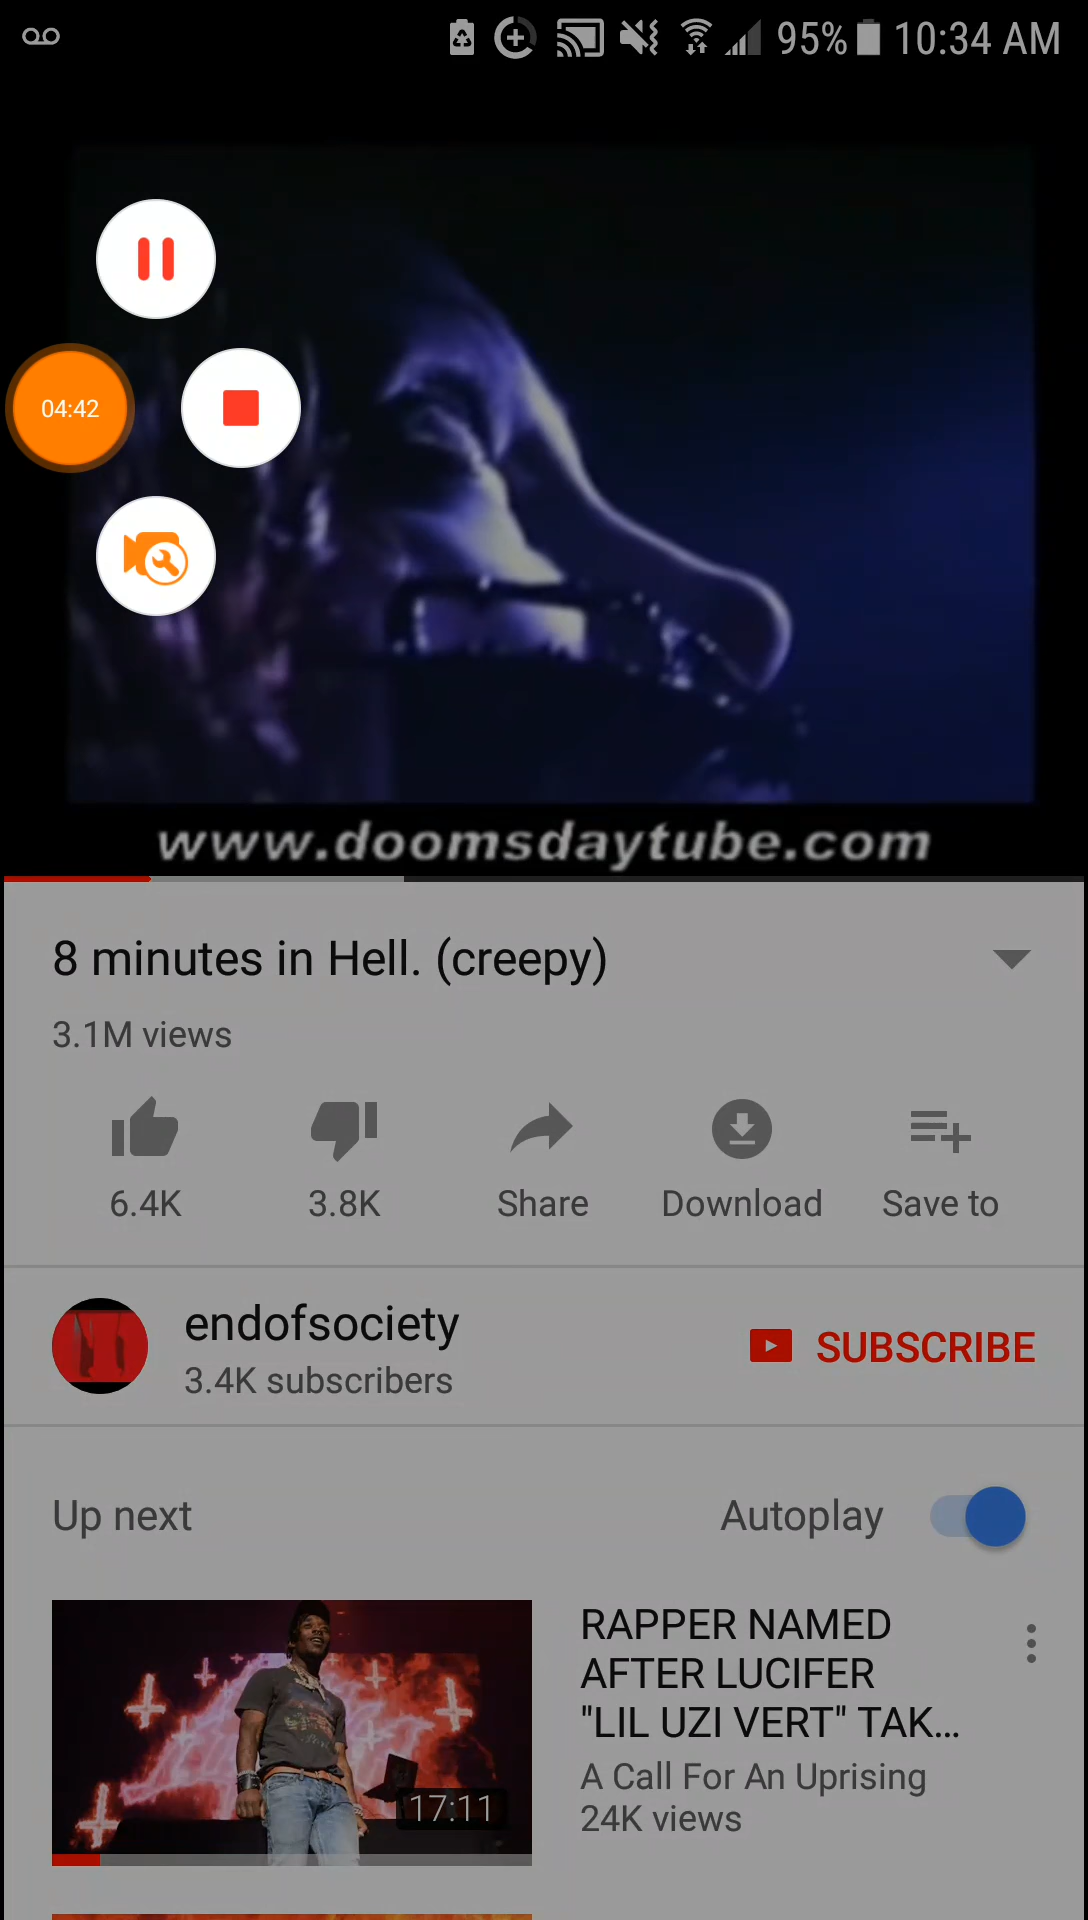 95% 10:34 AM
04:42
www.doomsdaytube.com
8 minutes in Hell. (creepy)
3.1M views
6.4K 3.8K Share Download Save to
endofsociety
3.4K subscribers
SUBSCRIBE
Up next Autoplay
17:11
RAPPER NAMED
AFTER LUCIFER
"LIL UZI VERT" TAK...
A Call For An Uprising
24K views